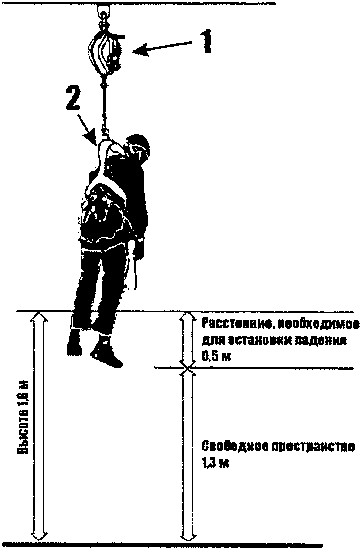 1
2
Расстояние, необходимое
для остановки падения
0,5 м
Высота 1,8 м
Свободное пространство
1,3 м